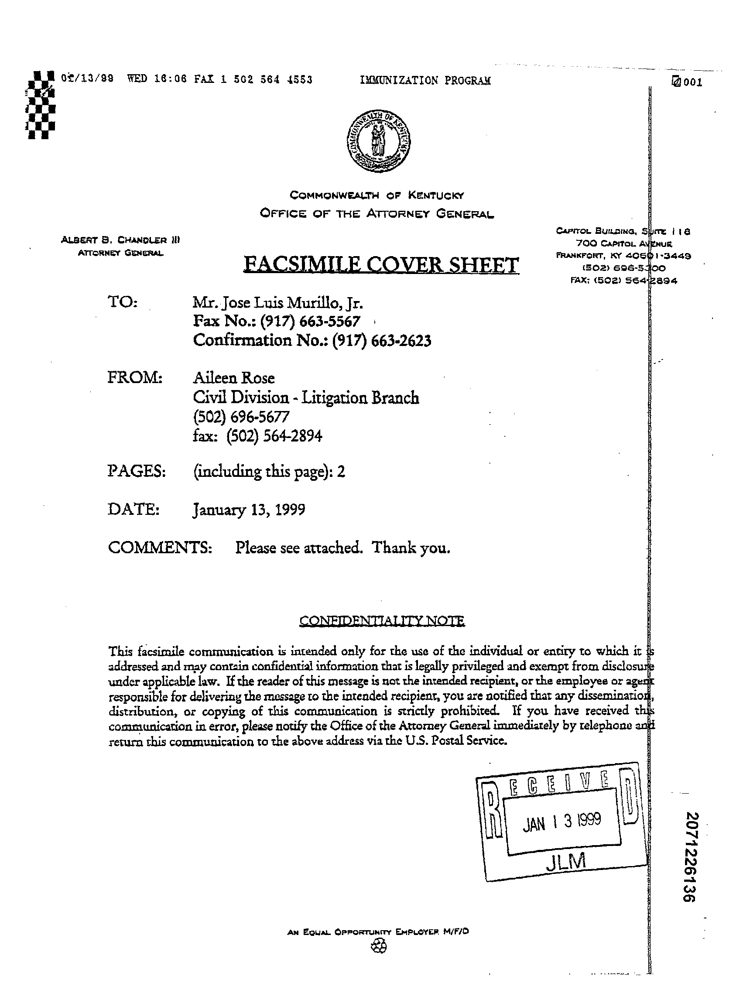 01/13/99 WED 16:06 FAX 1 502 564 4553 IMMUNIZATION PROGRAM 001
COMMONWEALTH OF KENTUCKY
OFFICE OF THE ATTORNEY GENERAL
ALBERT B. CHANDLER III
ATTORNEY GENERAL
CAPITOL BUILDING, SUITE 118
700 CAPITOL AVENUE
FRANKFORT, KY 40601-3449
(502) 696-5300
FAX: (502) 564-2894
FACSIMILE COVER SHEET
TO: Mr. Jose Luis Murillo, Jr.
Fax No.: (917) 663-5567
Confirmation No.: (917) 663-2623
FROM: Aileen Rose
Civil Division - Litigation Branch
(502) 696-5677
fax: (502) 564-2894
PAGES: (including this page): 2
DATE: January 13, 1999
COMMENTS: Please see attached. Thank you.
CONFIDENTIALITY NOTE
This facsimile communication is intended only for the use of the individual or entity to which it is
addressed and may contain confidential information that is legally privileged and exempt from disclosure
under applicable law. If the reader of this message is not the intended recipient, or the employee or agent
responsible for delivering the message to the intended recipient, you are notified that any dissemination,
distribution, or copying of this communication is strictly prohibited. If you have received this
communication in error, please notify the Office of the Attorney General immediately by telephone and
return this communication to the above address via the U.S. Postal Service.
RECEIVED
JAN 13 1999
JLM
2071226136
AN EQUAL OPPORTUNITY EMPLOYER M/F/D